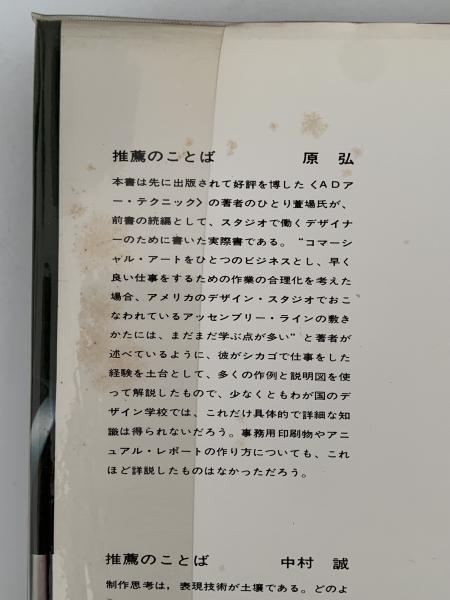 推薦のことば　原　弘
本書は先に出版されて好評を博した〈ADア
ー・テクニック〉の著者のひとり萱場氏が、
前書の続編として、スタジオで働くデザイナ
ーのために書いた実際書である。“コマーシ
ャル・アートをひとつのビジネスとし、早く
良い仕事をするための作業の合理化を考えた
場合、アメリカのデザイン・スタジオでおこ
なわれているアッセンブリー・ラインの敷き
かたには、まだまだ学ぶ点が多い”と著者が
述べているように、彼がシカゴで仕事をした
経験を土台として、多くの作例と説明図を使
って解説したもので、少なくともわが国のデ
ザイン学校では、これだけ具体的で詳細な知
識は得られないだろう。事務用印刷物やアニ
ュアル・レポートの作り方についても、これ
ほど詳説したものはなかっただろう。
推薦のことば　中村　誠
制作思考は，表現技術が土壌である。どのよ